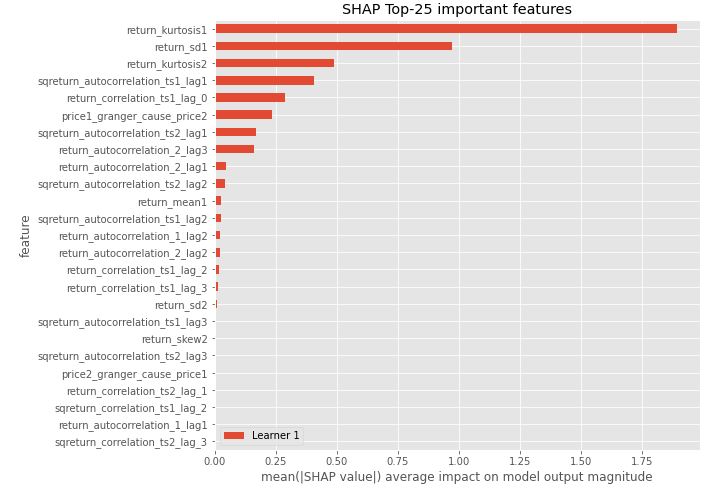 SHAP Top-25 important features
return_kurtosis1
return_sd1
return_kurtosis2
sqreturn_autocorrelation_ts1_lag1
return_correlation_ts1_lag_0
price1_granger_cause_price2
sqreturn_autocorrelation_ts2_lag1
return_autocorrelation_2_lag3
return_autocorrelation_2_lag1
sqreturn_autocorrelation_ts2_lag2
return_mean1
sqreturn_autocorrelation_ts1_lag2
return_autocorrelation_1_lag2
return_autocorrelation_2_lag2
return_correlation_ts1_lag_2
return_correlation_ts1_lag_3
return_sd2
sqreturn_autocorrelation_ts1_lag3
return_skew2
sqreturn_autocorrelation_ts2_lag3
price2_granger_cause_price1
return_correlation_ts2_lag_1
sqreturn_correlation_ts1_lag_2
return_autocorrelation_1_lag1
sqreturn_correlation_ts2_lag_3
feature
Learner 1
0.00 0.25 0.50 0.75 1.00 1.25 1.50 1.75
mean(|SHAP value|) average impact on model output magnitude